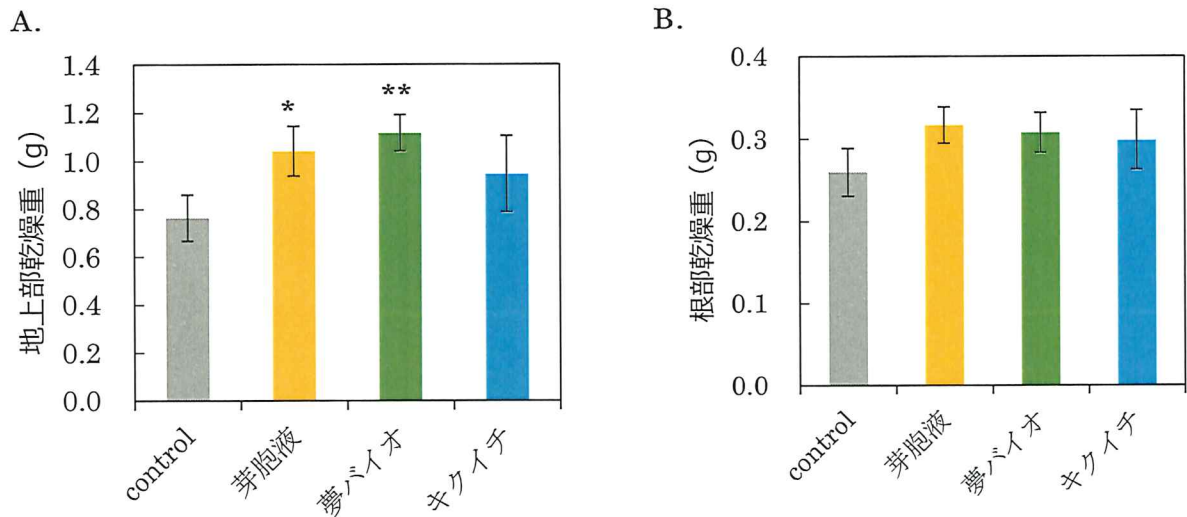 A.
地上部乾燥重 (g)
1.4
1.2
1.0
0.8
0.6
0.4
0.2
0.0
*
**
control
芽胞液
夢バイオ
キクイチ
B.
根部乾燥重 (g)
0.4
0.3
0.2
0.1
0.0
control
芽胞液
夢バイオ
キクイチ